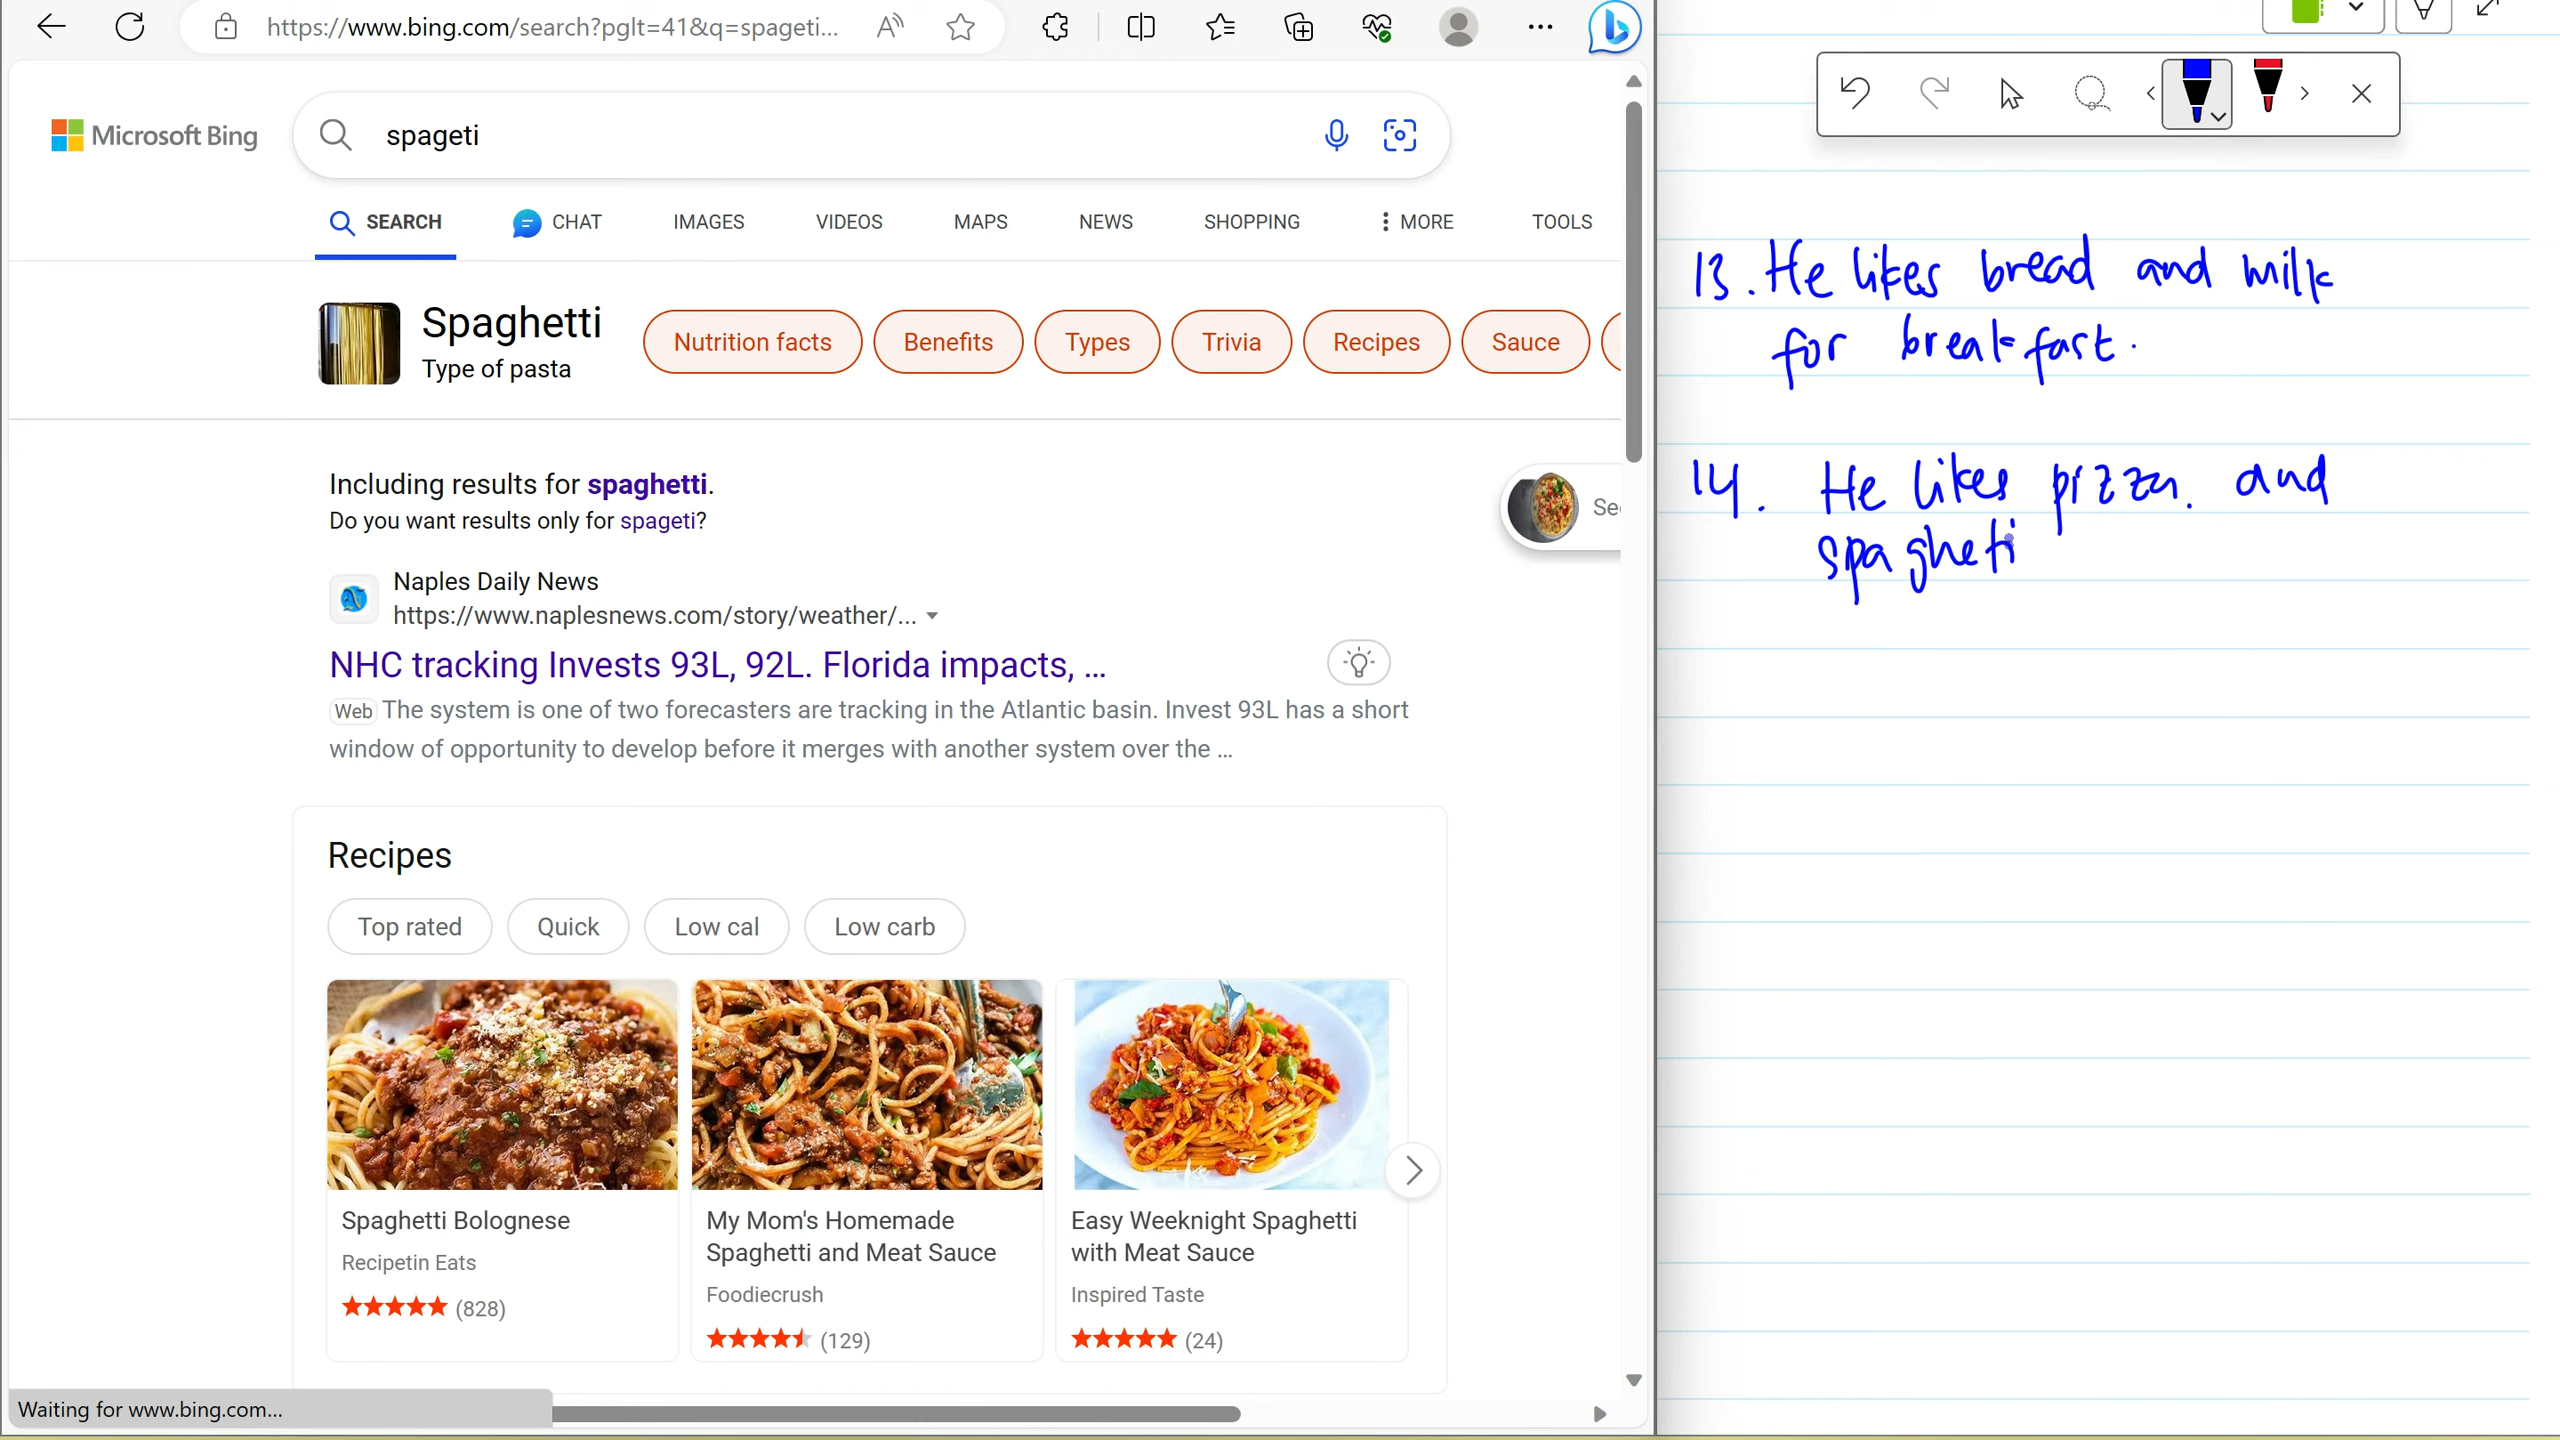 https://www.bing.com/search?pglt=41&q=spageti...
Microsoft Bing
spageti
SEARCH CHAT IMAGES VIDEOS MAPS NEWS SHOPPING MORE TOOLS
Spaghetti
Type of pasta
Nutrition facts Benefits Types Trivia Recipes Sauce
Including results for spaghetti.
Do you want results only for spageti?
See
Naples Daily News
https://www.naplesnews.com/story/weather/...
NHC tracking Invests 93L, 92L. Florida impacts, ...
Web The system is one of two forecasters are tracking in the Atlantic basin. Invest 93L has a short
window of opportunity to develop before it merges with another system over the ...
Recipes
Top rated Quick Low cal Low carb
Spaghetti Bolognese
Recipetin Eats
(828)
My Mom's Homemade
Spaghetti and Meat Sauce
Foodiecrush
(129)
Easy Weeknight Spaghetti
with Meat Sauce
Inspired Taste
(24)
Waiting for www.bing.com...
13. He likes bread and milk
for breakfast.
14. He likes pizza. and
spagheti